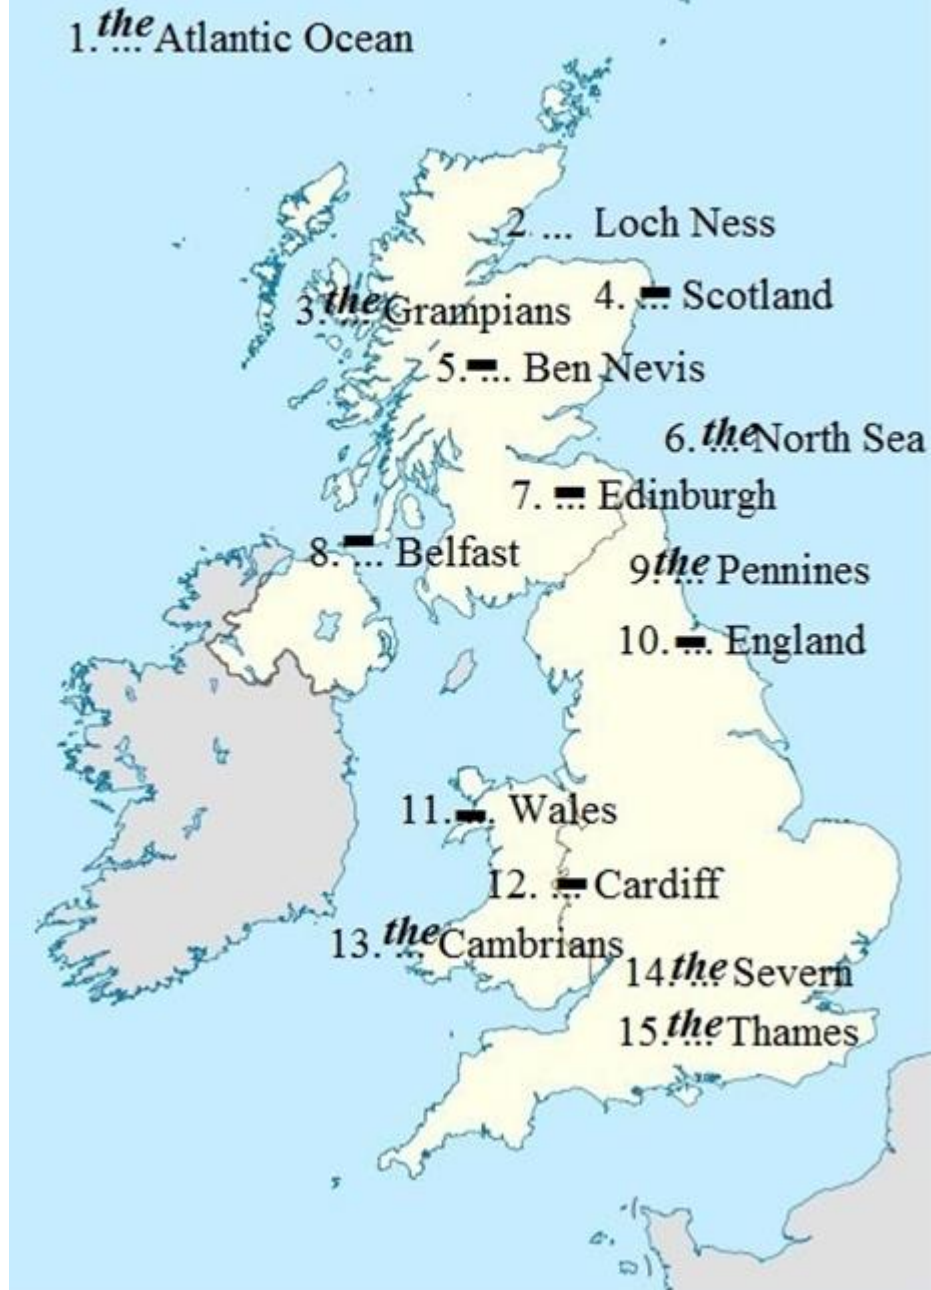 1. the ... Atlantic Ocean
2 ... Loch Ness
3. the ... Grampians
4. – ... Scotland
5. – ... Ben Nevis
6. the ... North Sea
7. – ... Edinburgh
8. – ... Belfast
9 the ... Pennines
10. – ... England
11. – ... Wales
12. – ... Cardiff
13. the ... Cambrians
14 the ... Severn
15. the ... Thames